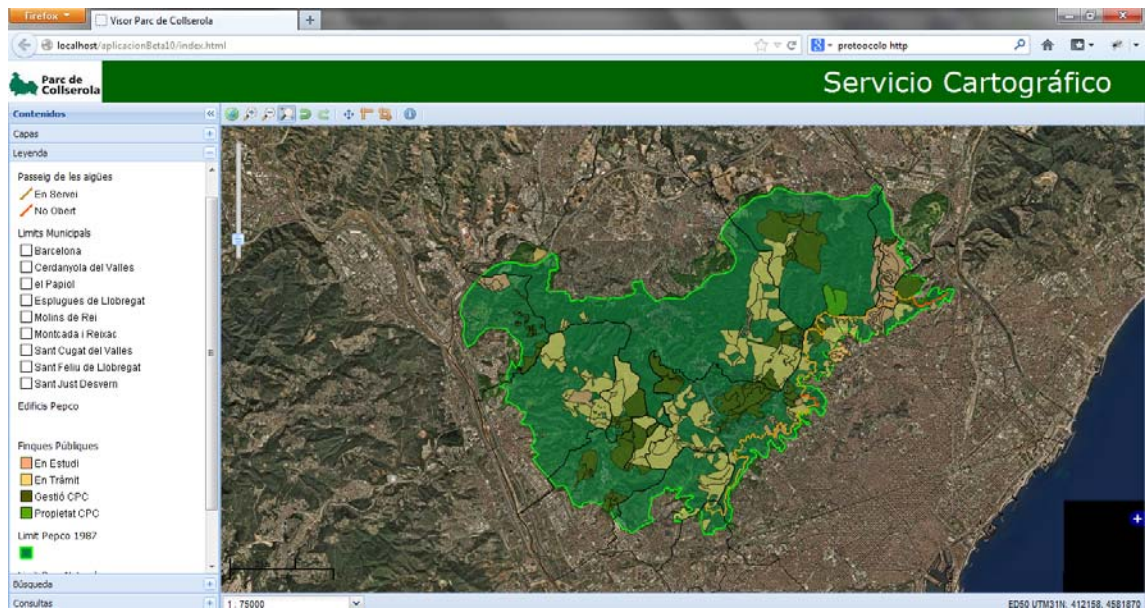 Firefox
Visor Parc de Collserola
localhost/aplicacionBeta10/index.html
protoocolo http
Parc de
Collserola
Servicio Cartográfico
Contenidos
Capas
Leyenda
Passeig de les aigües
En Servei
No Obert
Limits Municipals
Barcelona
Cerdanyola del Valles
el Papiol
Esplugues de Llobregat
Molins de Rei
Montcada i Reixac
Sant Cugat del Valles
Sant Feliu de Llobregat
Sant Just Desvern
Edificis Pepco
Finques Públiques
En Estudi
En Tràmit
Gestió CPC
Propietat CPC
Limit Pepco 1987
Búsqueda
Consultas
1 : 75000
ED50 UTM31N: 412158, 4581870